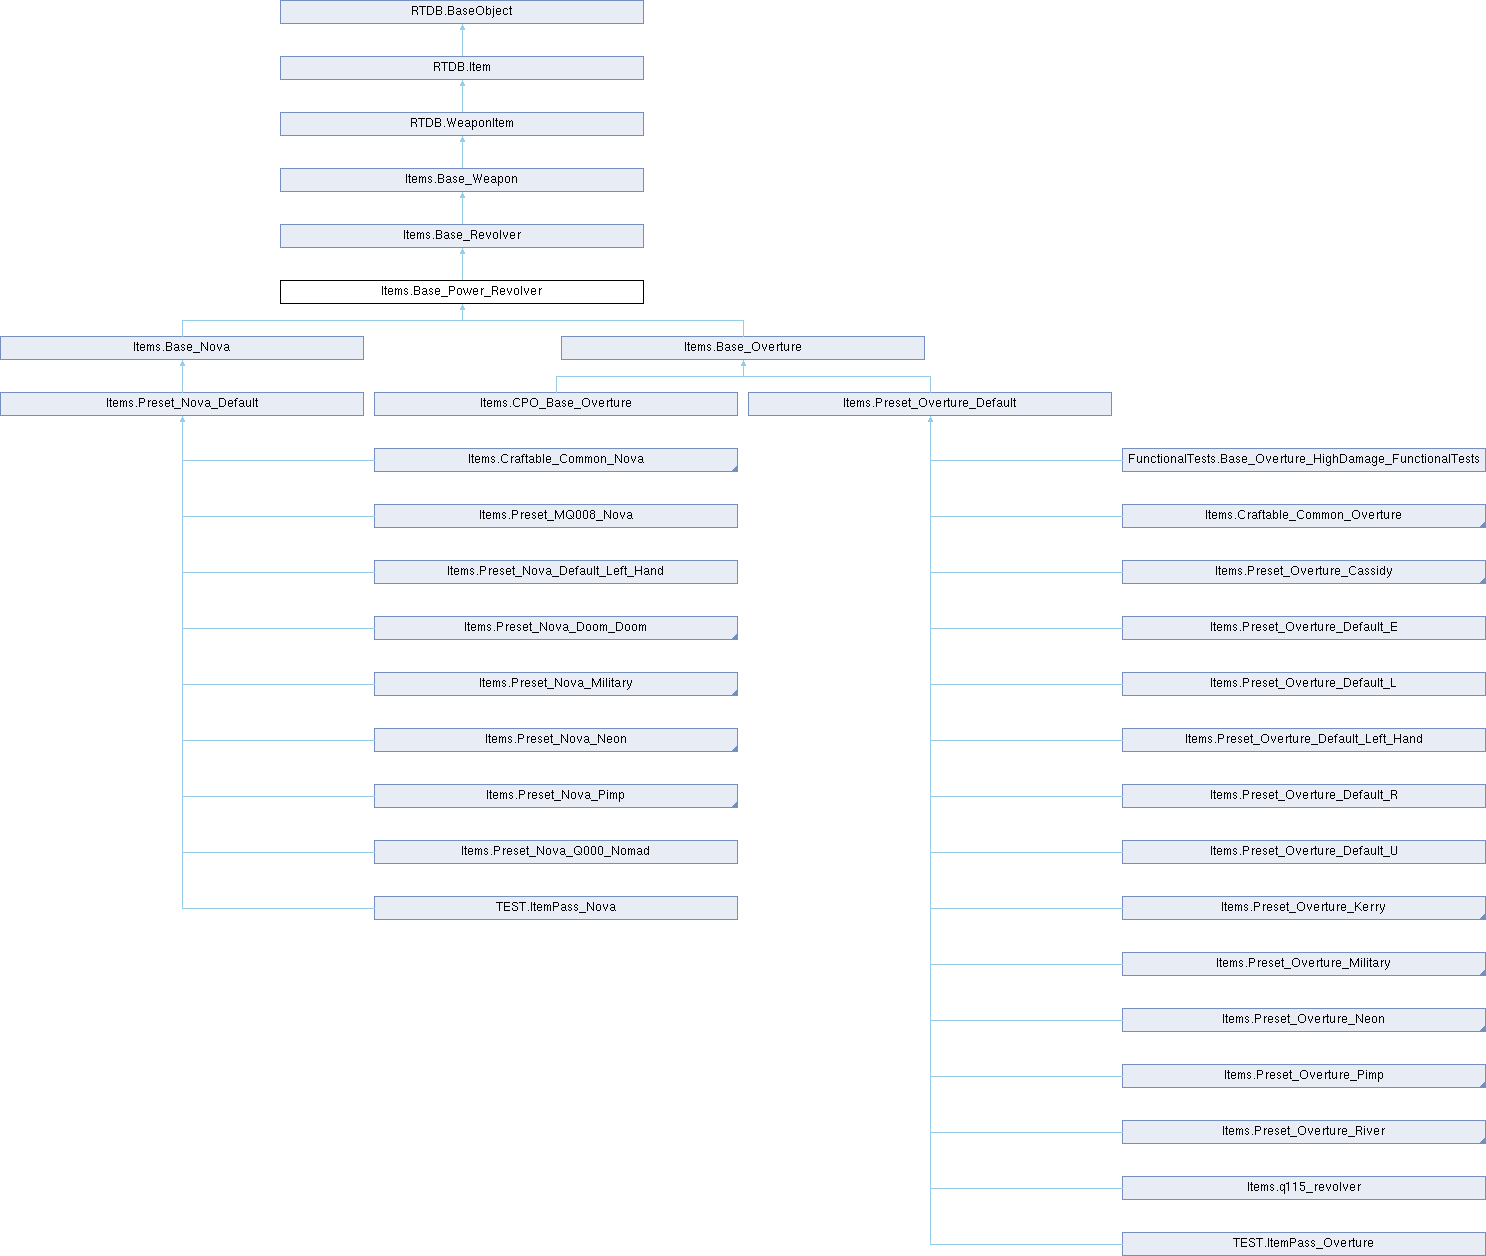 RTDB.BaseObject
RTDB.Item
RTDB.WeaponItem
Items.Base_Weapon
Items.Base_Revolver
Items.Base_Power_Revolver
Items.Base_Nova
Items.Base_Overture
Items.Preset_Nova_Default
Items.CPO_Base_Overture
Items.Preset_Overture_Default
Items.Craftable_Common_Nova
Items.Preset_MQ008_Nova
Items.Preset_Nova_Default_Left_Hand
Items.Preset_Nova_Doom_Doom
Items.Preset_Nova_Military
Items.Preset_Nova_Neon
Items.Preset_Nova_Pimp
Items.Preset_Nova_Q000_Nomad
TEST.ItemPass_Nova
FunctionalTests.Base_Overture_HighDamage_FunctionalTests
Items.Craftable_Common_Overture
Items.Preset_Overture_Cassidy
Items.Preset_Overture_Default_E
Items.Preset_Overture_Default_L
Items.Preset_Overture_Default_Left_Hand
Items.Preset_Overture_Default_R
Items.Preset_Overture_Default_U
Items.Preset_Overture_Kerry
Items.Preset_Overture_Military
Items.Preset_Overture_Neon
Items.Preset_Overture_Pimp
Items.Preset_Overture_River
Items.q115_revolver
TEST.ItemPass_Overture